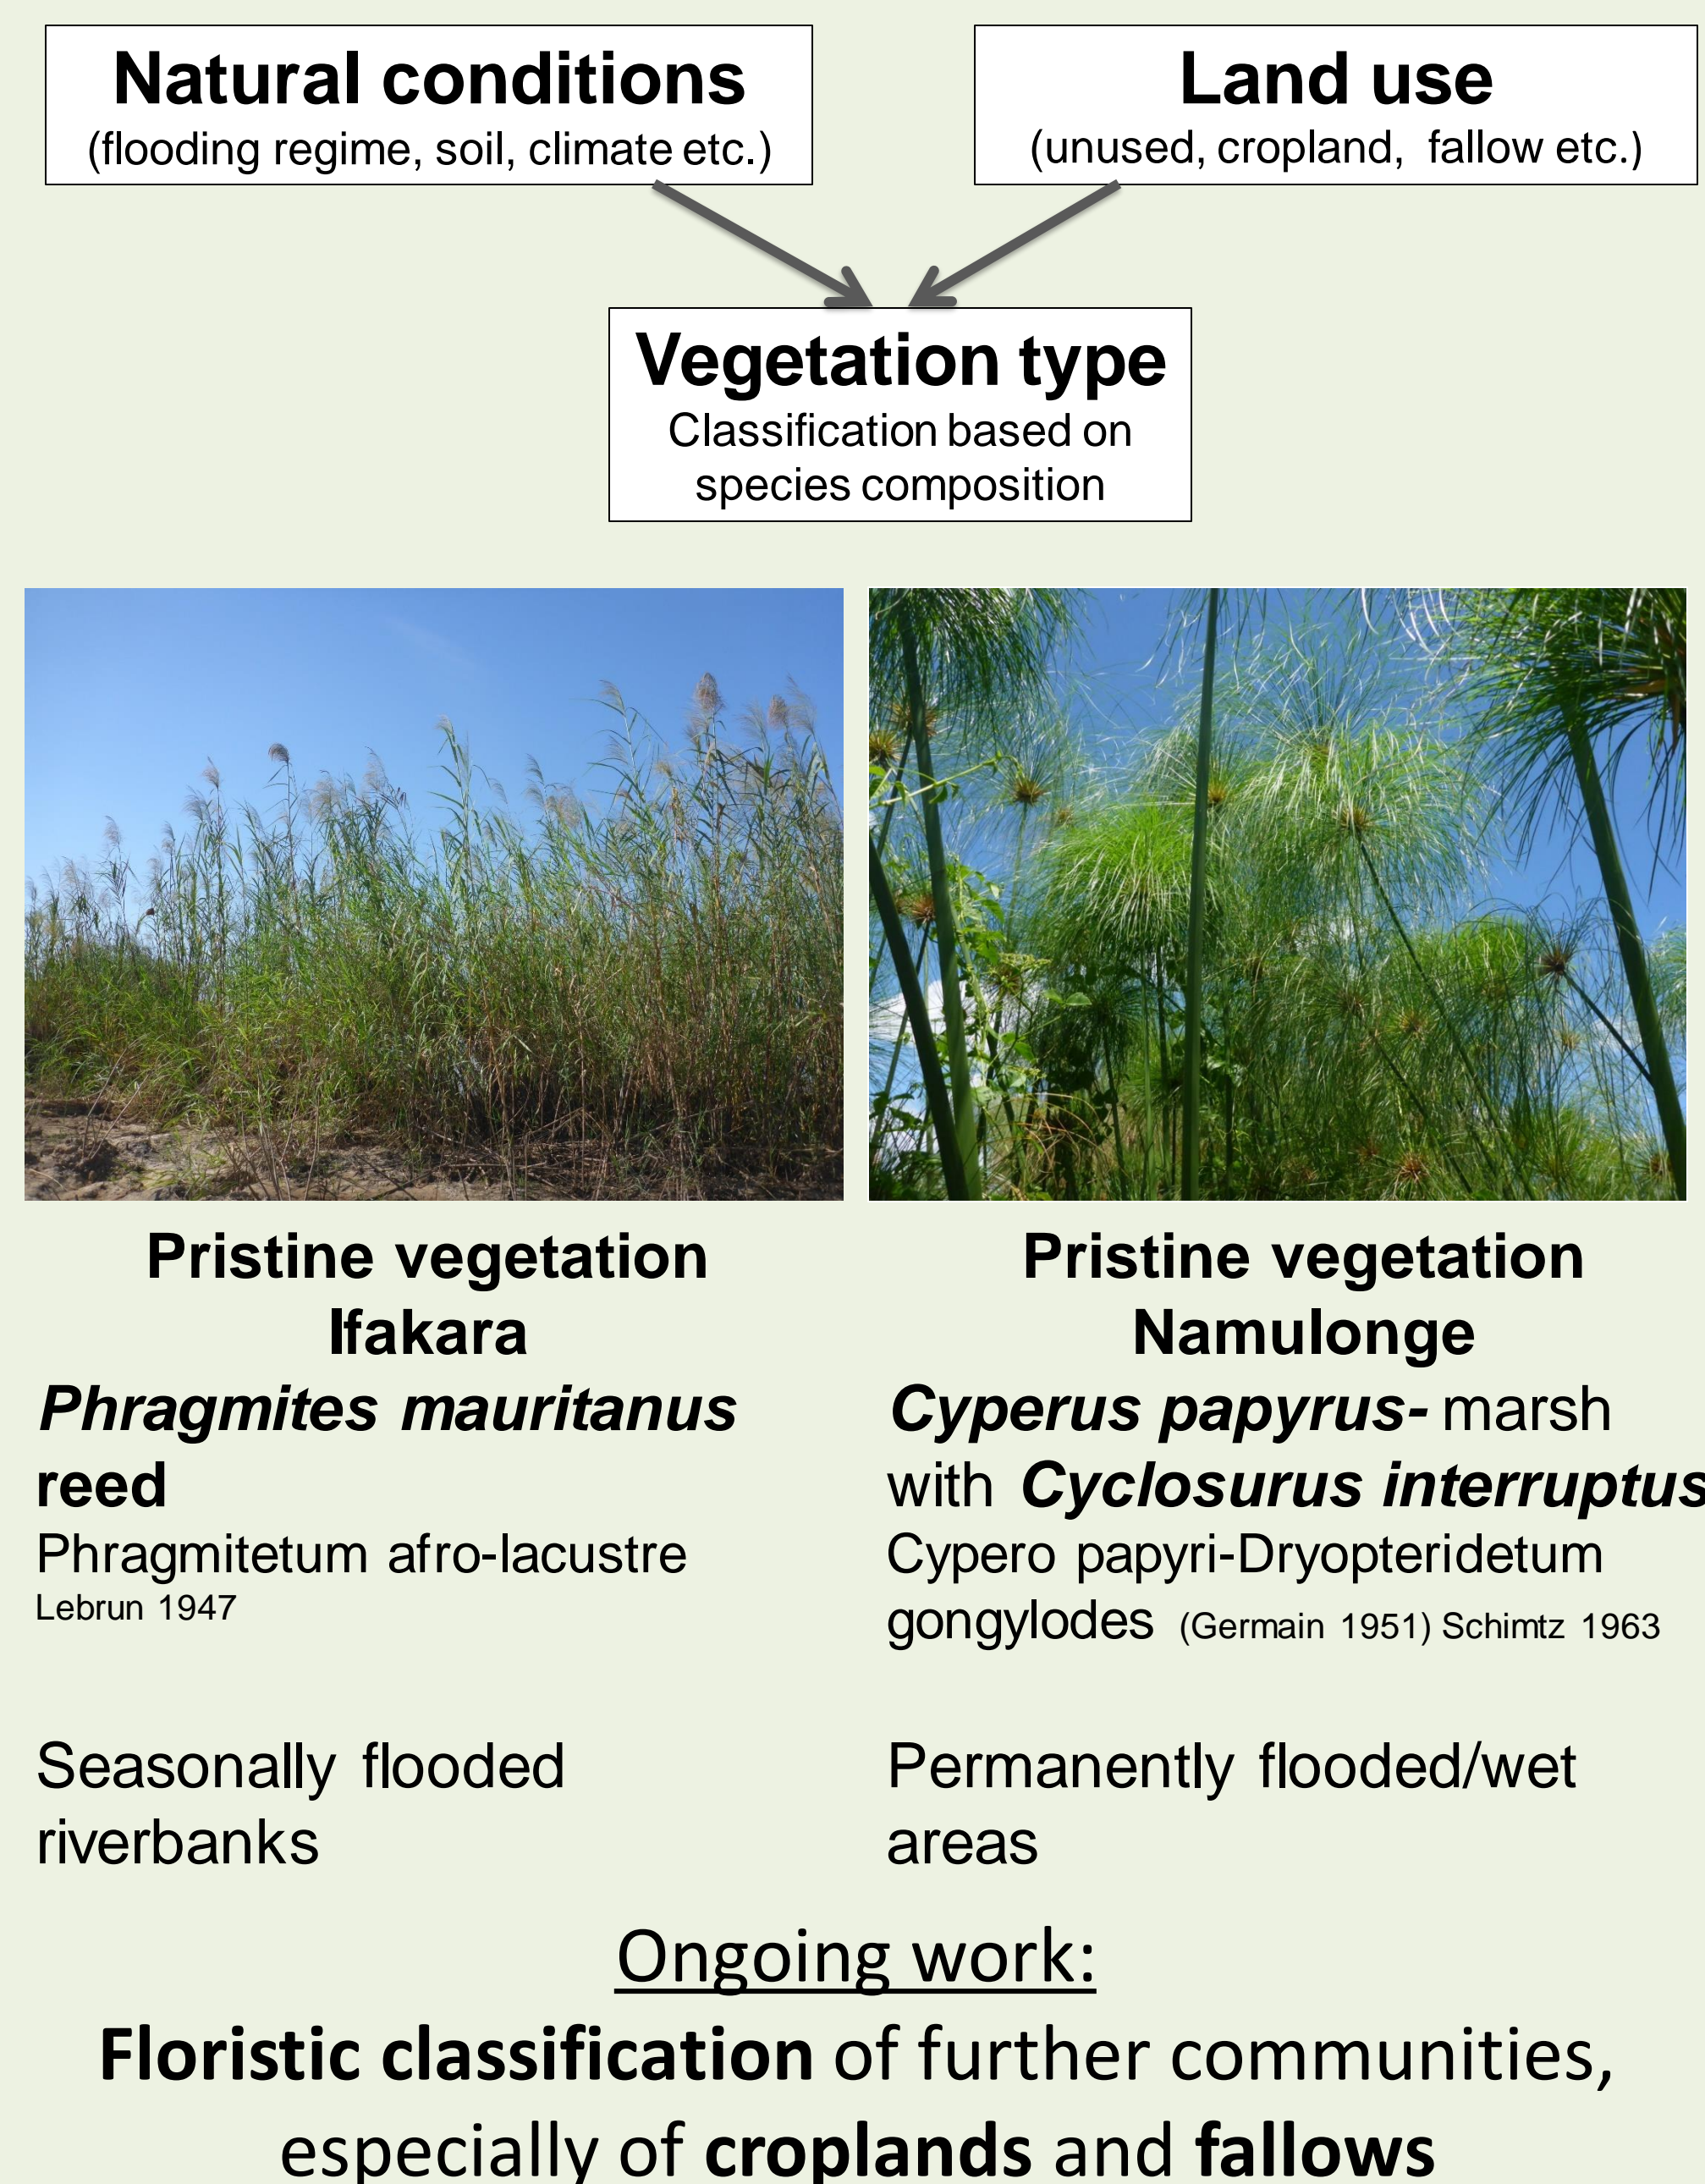 Natural conditions
(flooding regime, soil, climate etc.)
Land use
(unused, cropland, fallow etc.)
Vegetation type
Classification based on
species composition
Pristine vegetation
Ifakara
Phragmites mauritanus
reed
Phragmitetum afro-lacustre
Lebrun 1947
Seasonally flooded
riverbanks
Pristine vegetation
Namulonge
Cyperus papyrus- marsh
with Cyclosurus interruptus
Cypero papyri-Dryopteridetum
gongylodes (Germain 1951) Schimtz 1963
Permanently flooded/wet
areas
Ongoing work:
Floristic classification of further communities,
especially of croplands and fallows